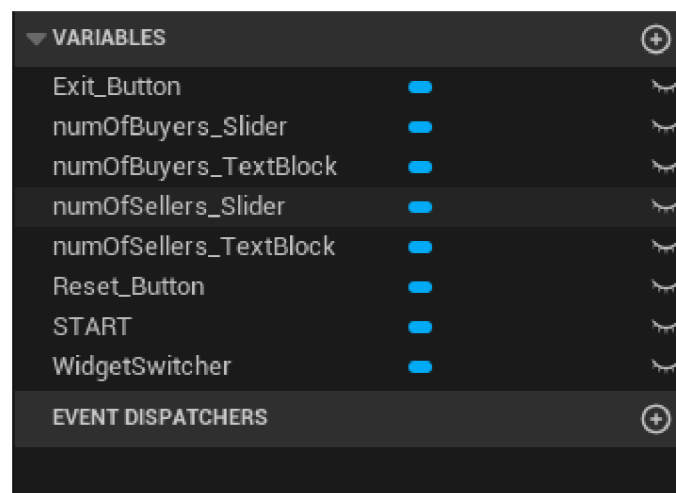 VARIABLES
Exit_Button
numOfBuyers_Slider
numOfBuyers_TextBlock
numOfSellers_Slider
numOfSellers_TextBlock
Reset_Button
START
WidgetSwitcher
EVENT DISPATCHERS